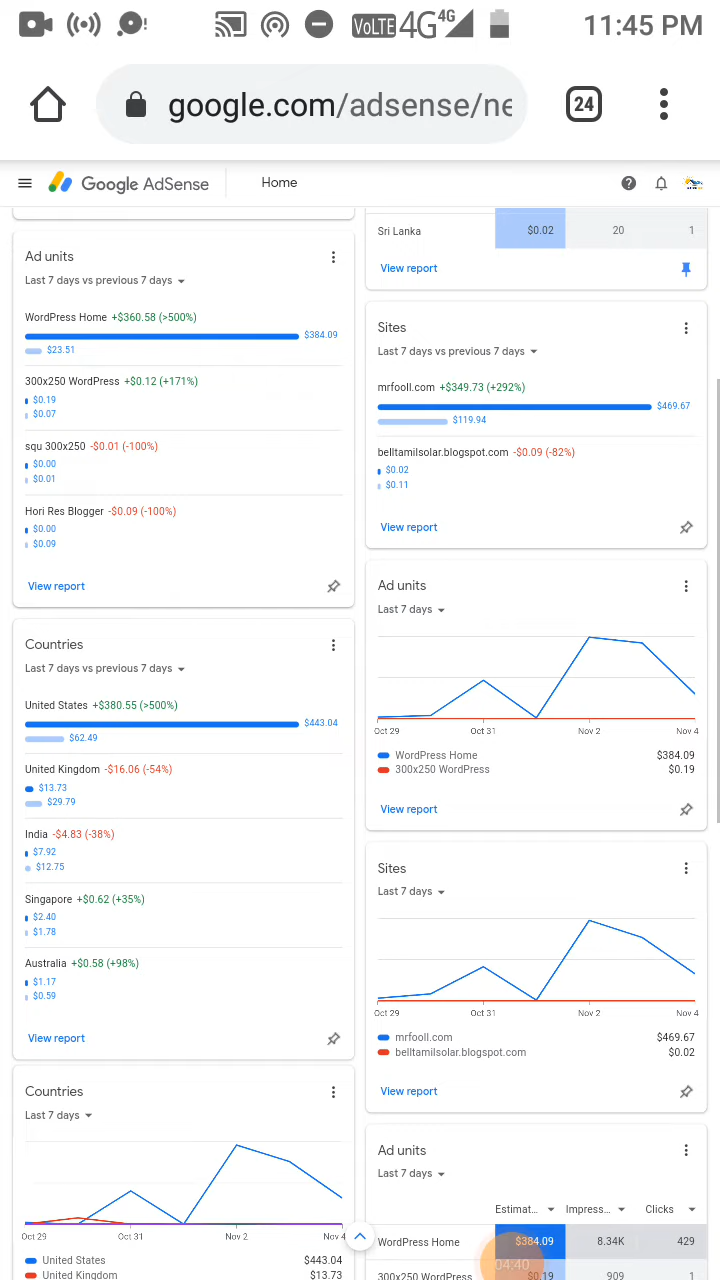 VoLTE 4G 4G 11:45 PM
google.com/adsense/ne
24
Google AdSense Home
Ad units
Last 7 days vs previous 7 days
WordPress Home +$360.58 (>500%)
$384.09
$23.51
300x250 WordPress +$0.12 (+171%)
$0.19
$0.07
squ 300x250 -$0.01 (-100%)
$0.00
$0.01
Hori Res Blogger -$0.09 (-100%)
$0.00
$0.09
View report
Countries
Last 7 days vs previous 7 days
United States +$380.55 (>500%)
$443.04
$62.49
United Kingdom -$16.06 (-54%)
$13.73
$29.79
India -$4.83 (-38%)
$7.92
$12.75
Singapore +$0.62 (+35%)
$2.40
$1.78
Australia +$0.58 (+98%)
$1.17
$0.59
View report
Countries
Last 7 days
Oct 29 Oct 31 Nov 2 Nov 4
United States $443.04
United Kingdom $13.73
Sri Lanka $0.02 20 1
View report
Sites
Last 7 days vs previous 7 days
mrfooll.com +$349.73 (+292%)
$469.67
$119.94
belltamilsolar.blogspot.com -$0.09 (-82%)
$0.02
$0.11
View report
Ad units
Last 7 days
Oct 29 Oct 31 Nov 2 Nov 4
WordPress Home $384.09
300x250 WordPress $0.19
View report
Sites
Last 7 days
Oct 29 Oct 31 Nov 2 Nov 4
mrfooll.com $469.67
belltamilsolar.blogspot.com $0.02
View report
Ad units
Last 7 days
Estimat... Impress... Clicks
WordPress Home $384.09 8.34K 429
300x250 WordPress $0.19 909 1
04:40